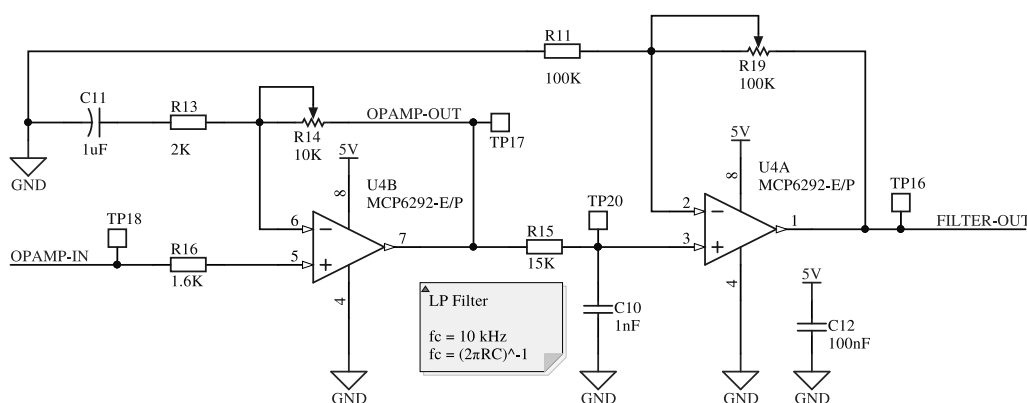 R11
100K
R19
100K
C11
1uF
R13
2K
R14
10K
OPAMP-OUT
TP17
GND
5V
8
U4B
MCP6292-E/P
6
5
7
4
TP18
OPAMP-IN
R16
1.6K
R15
15K
TP20
5V
8
U4A
MCP6292-E/P
2
3
1
4
TP16
FILTER-OUT
LP Filter
fc = 10 kHz
fc = (2πRC)^-1
C10
1nF
5V
C12
100nF
GND
GND
GND
GND